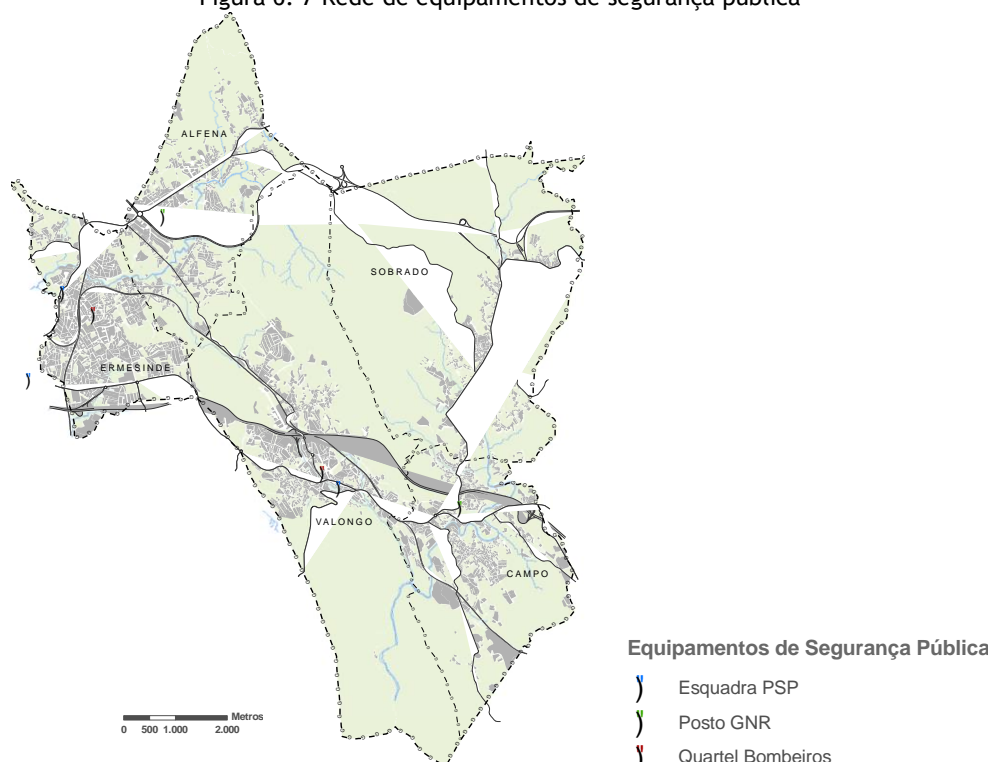 Figura 6. 7 Rede de equipamentos de segurança pública
ALFENA
SOBRADO
ERMESINDE
VALONGO
CAMPO
Metros
0 500 1.000 2.000
Equipamentos de Segurança Pública
Esquadra PSP
Posto GNR
Quartel Bombeiros